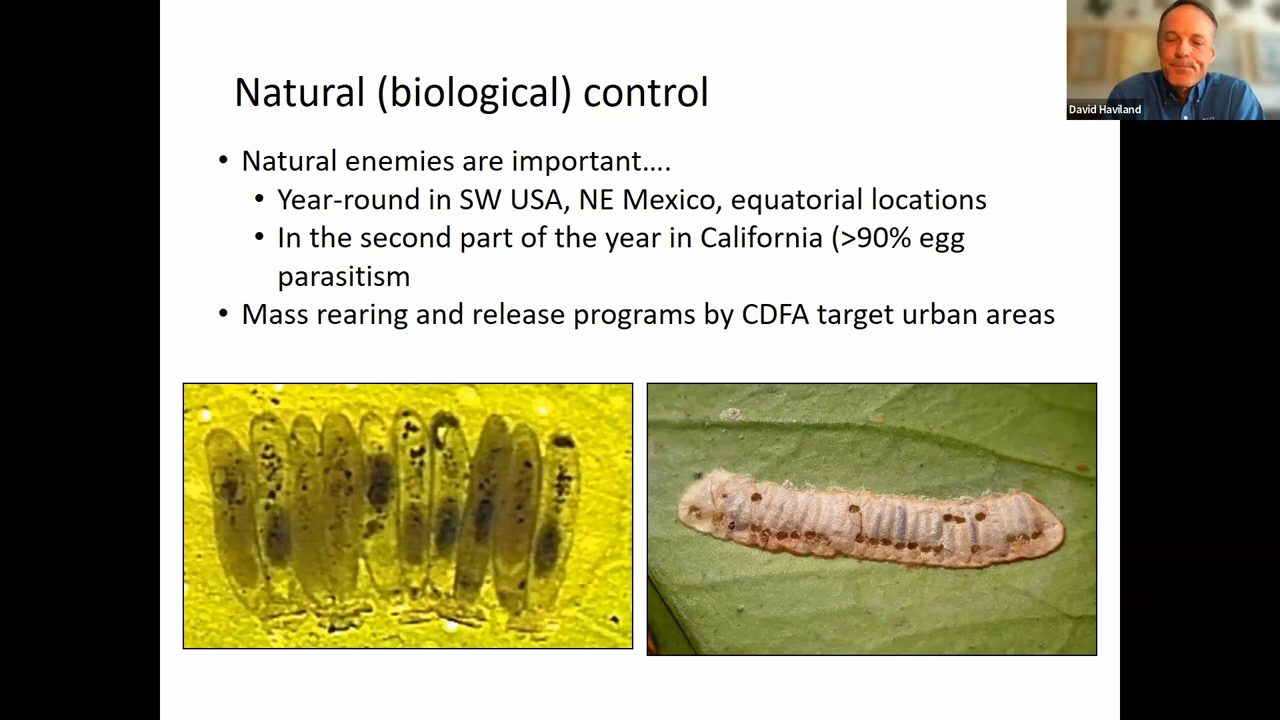 Natural (biological) control
David Haviland
• Natural enemies are important….
• Year-round in SW USA, NE Mexico, equatorial locations
• In the second part of the year in California (>90% egg
parasitism
• Mass rearing and release programs by CDFA target urban areas